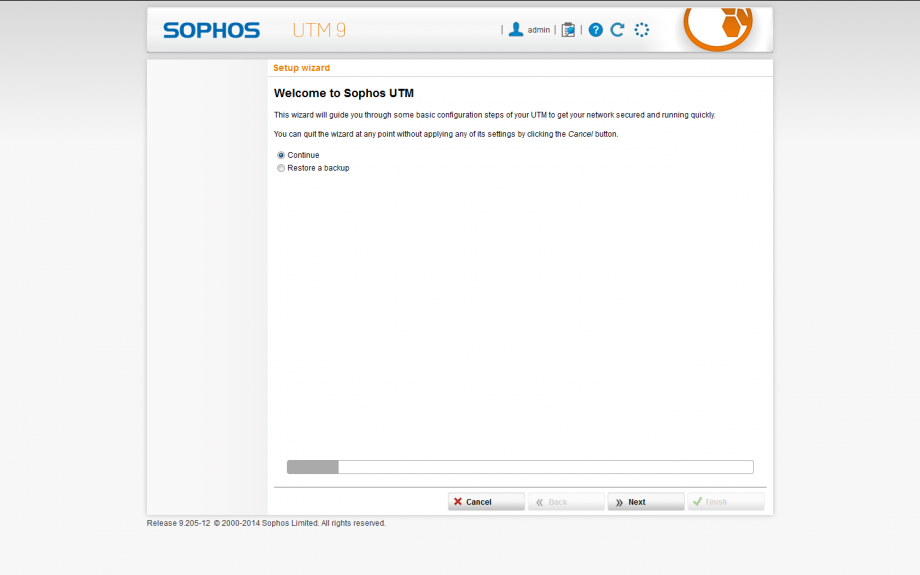 SOPHOS UTM 9
| admin | |
Setup wizard
Welcome to Sophos UTM
This wizard will guide you through some basic configuration steps of your UTM to get your network secured and running quickly.
You can quit the wizard at any point without applying any of its settings by clicking the Cancel button.
Continue
Restore a backup
Cancel Back Next Finish
Release 9.205-12 © 2000-2014 Sophos Limited. All rights reserved.